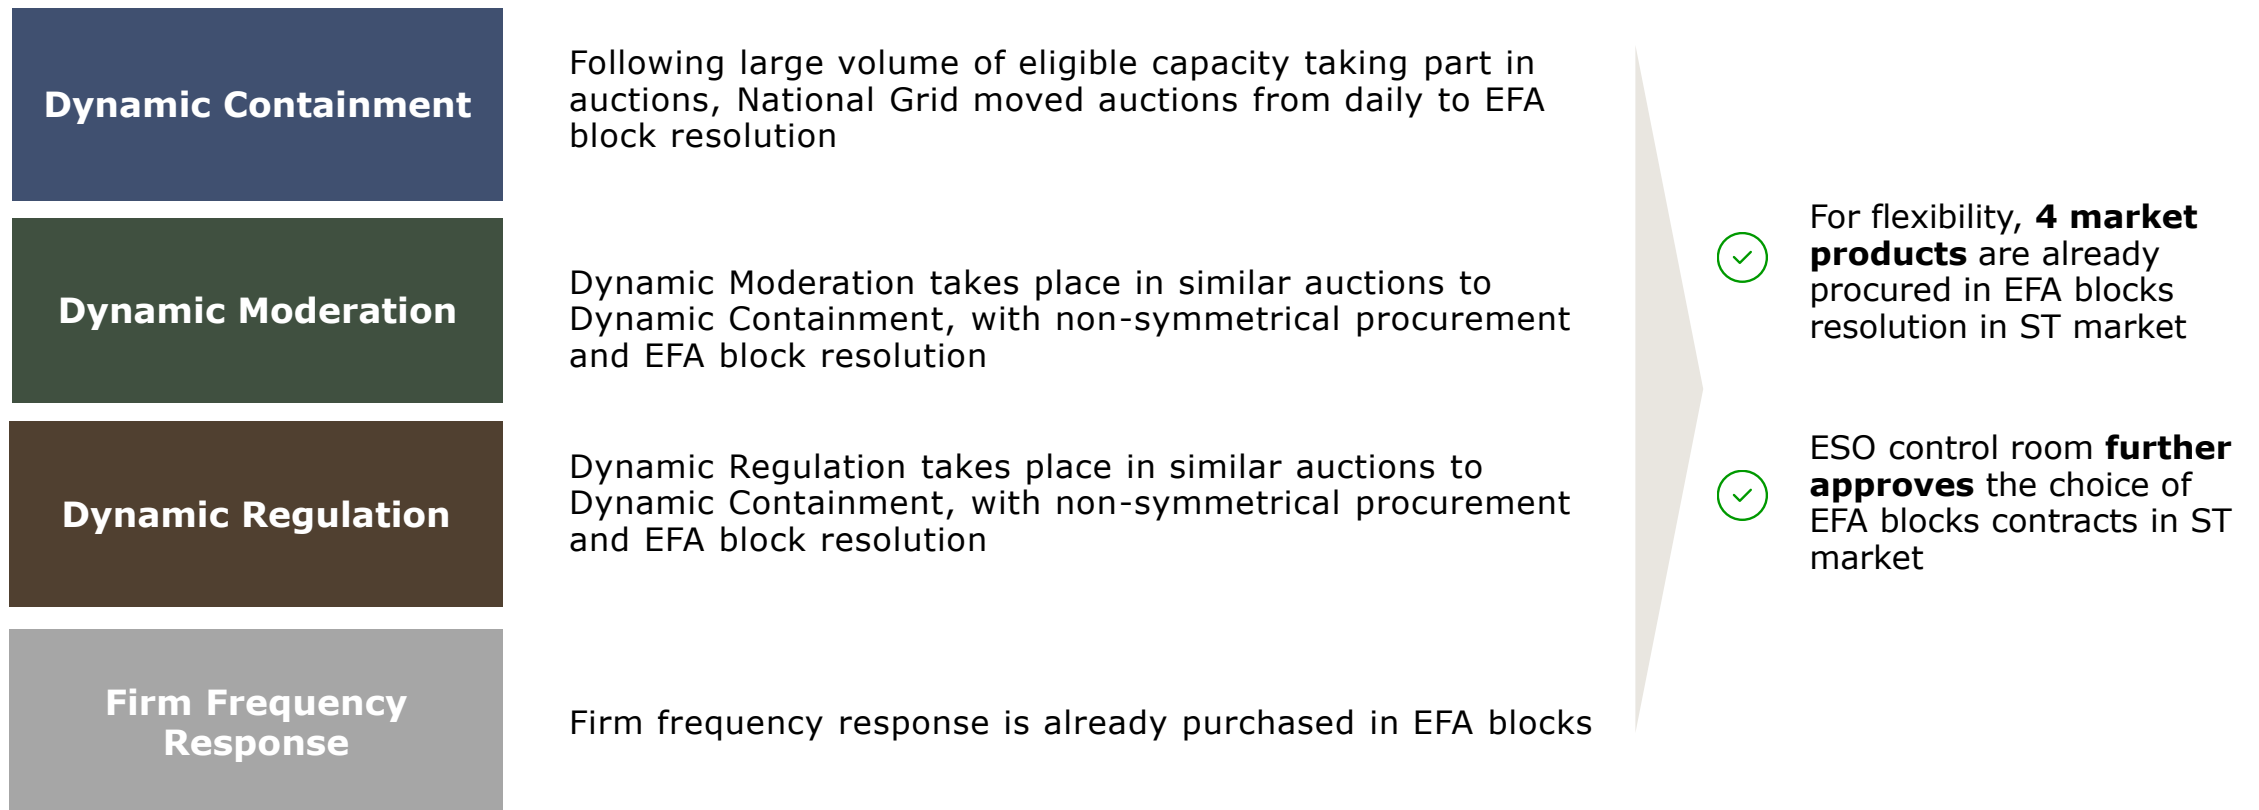 Dynamic Containment
Following large volume of eligible capacity taking part in
auctions, National Grid moved auctions from daily to EFA
block resolution
Dynamic Moderation
Dynamic Moderation takes place in similar auctions to
Dynamic Containment, with non-symmetrical procurement
and EFA block resolution
Dynamic Regulation
Dynamic Regulation takes place in similar auctions to
Dynamic Containment, with non-symmetrical procurement
and EFA block resolution
Firm Frequency
Response
Firm frequency response is already purchased in EFA blocks
For flexibility, 4 market
products are already
procured in EFA blocks
resolution in ST market
ESO control room further
approves the choice of
EFA blocks contracts in ST
market